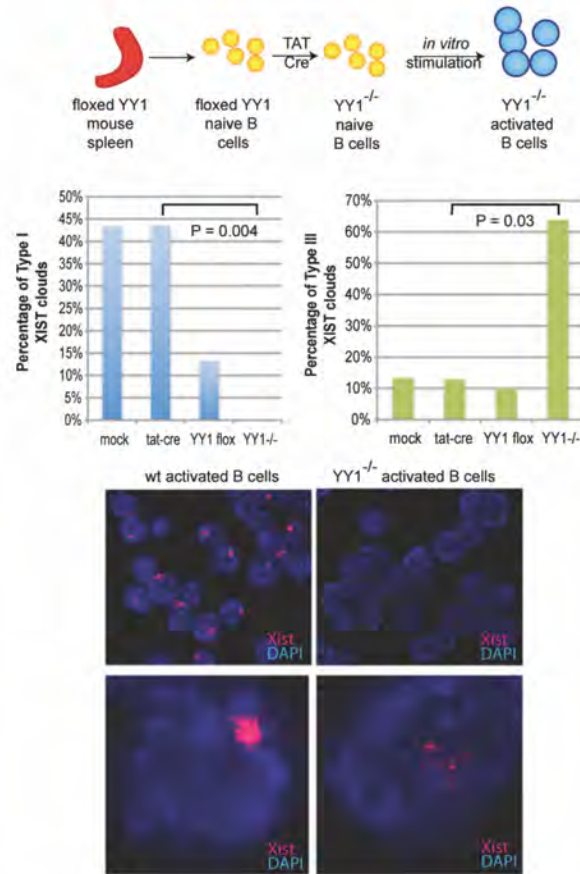 TAT
Cre
in vitro
stimulation
floxed YY1
mouse
spleen
floxed YY1
naive B
cells
YY1-/-
naive
B cells
YY1-/-
activated
B cells
Percentage of Type I
XIST clouds
50%
45%
40%
35%
30%
25%
20%
15%
10%
5%
0%
P = 0.004
mock
tat-cre
YY1 flox
YY1-/-
Percentage of Type III
XIST clouds
70%
60%
50%
40%
30%
20%
10%
0%
P = 0.03
mock
tat-cre
YY1 flox
YY1-/-
wt activated B cells
YY1-/- activated B cells
Xist
DAPI
Xist
DAPI
Xist
DAPI
Xist
DAPI